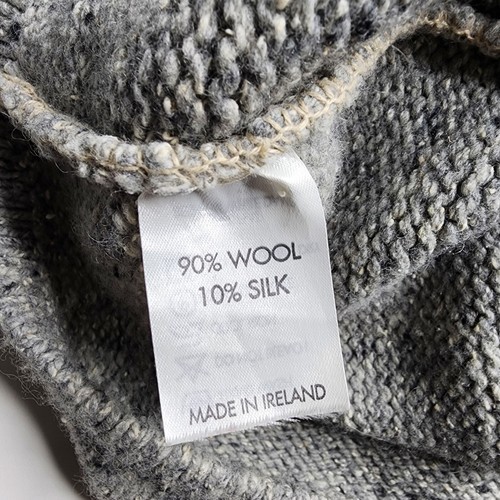 90% WOOL
10% SILK
MADE IN IRELAND